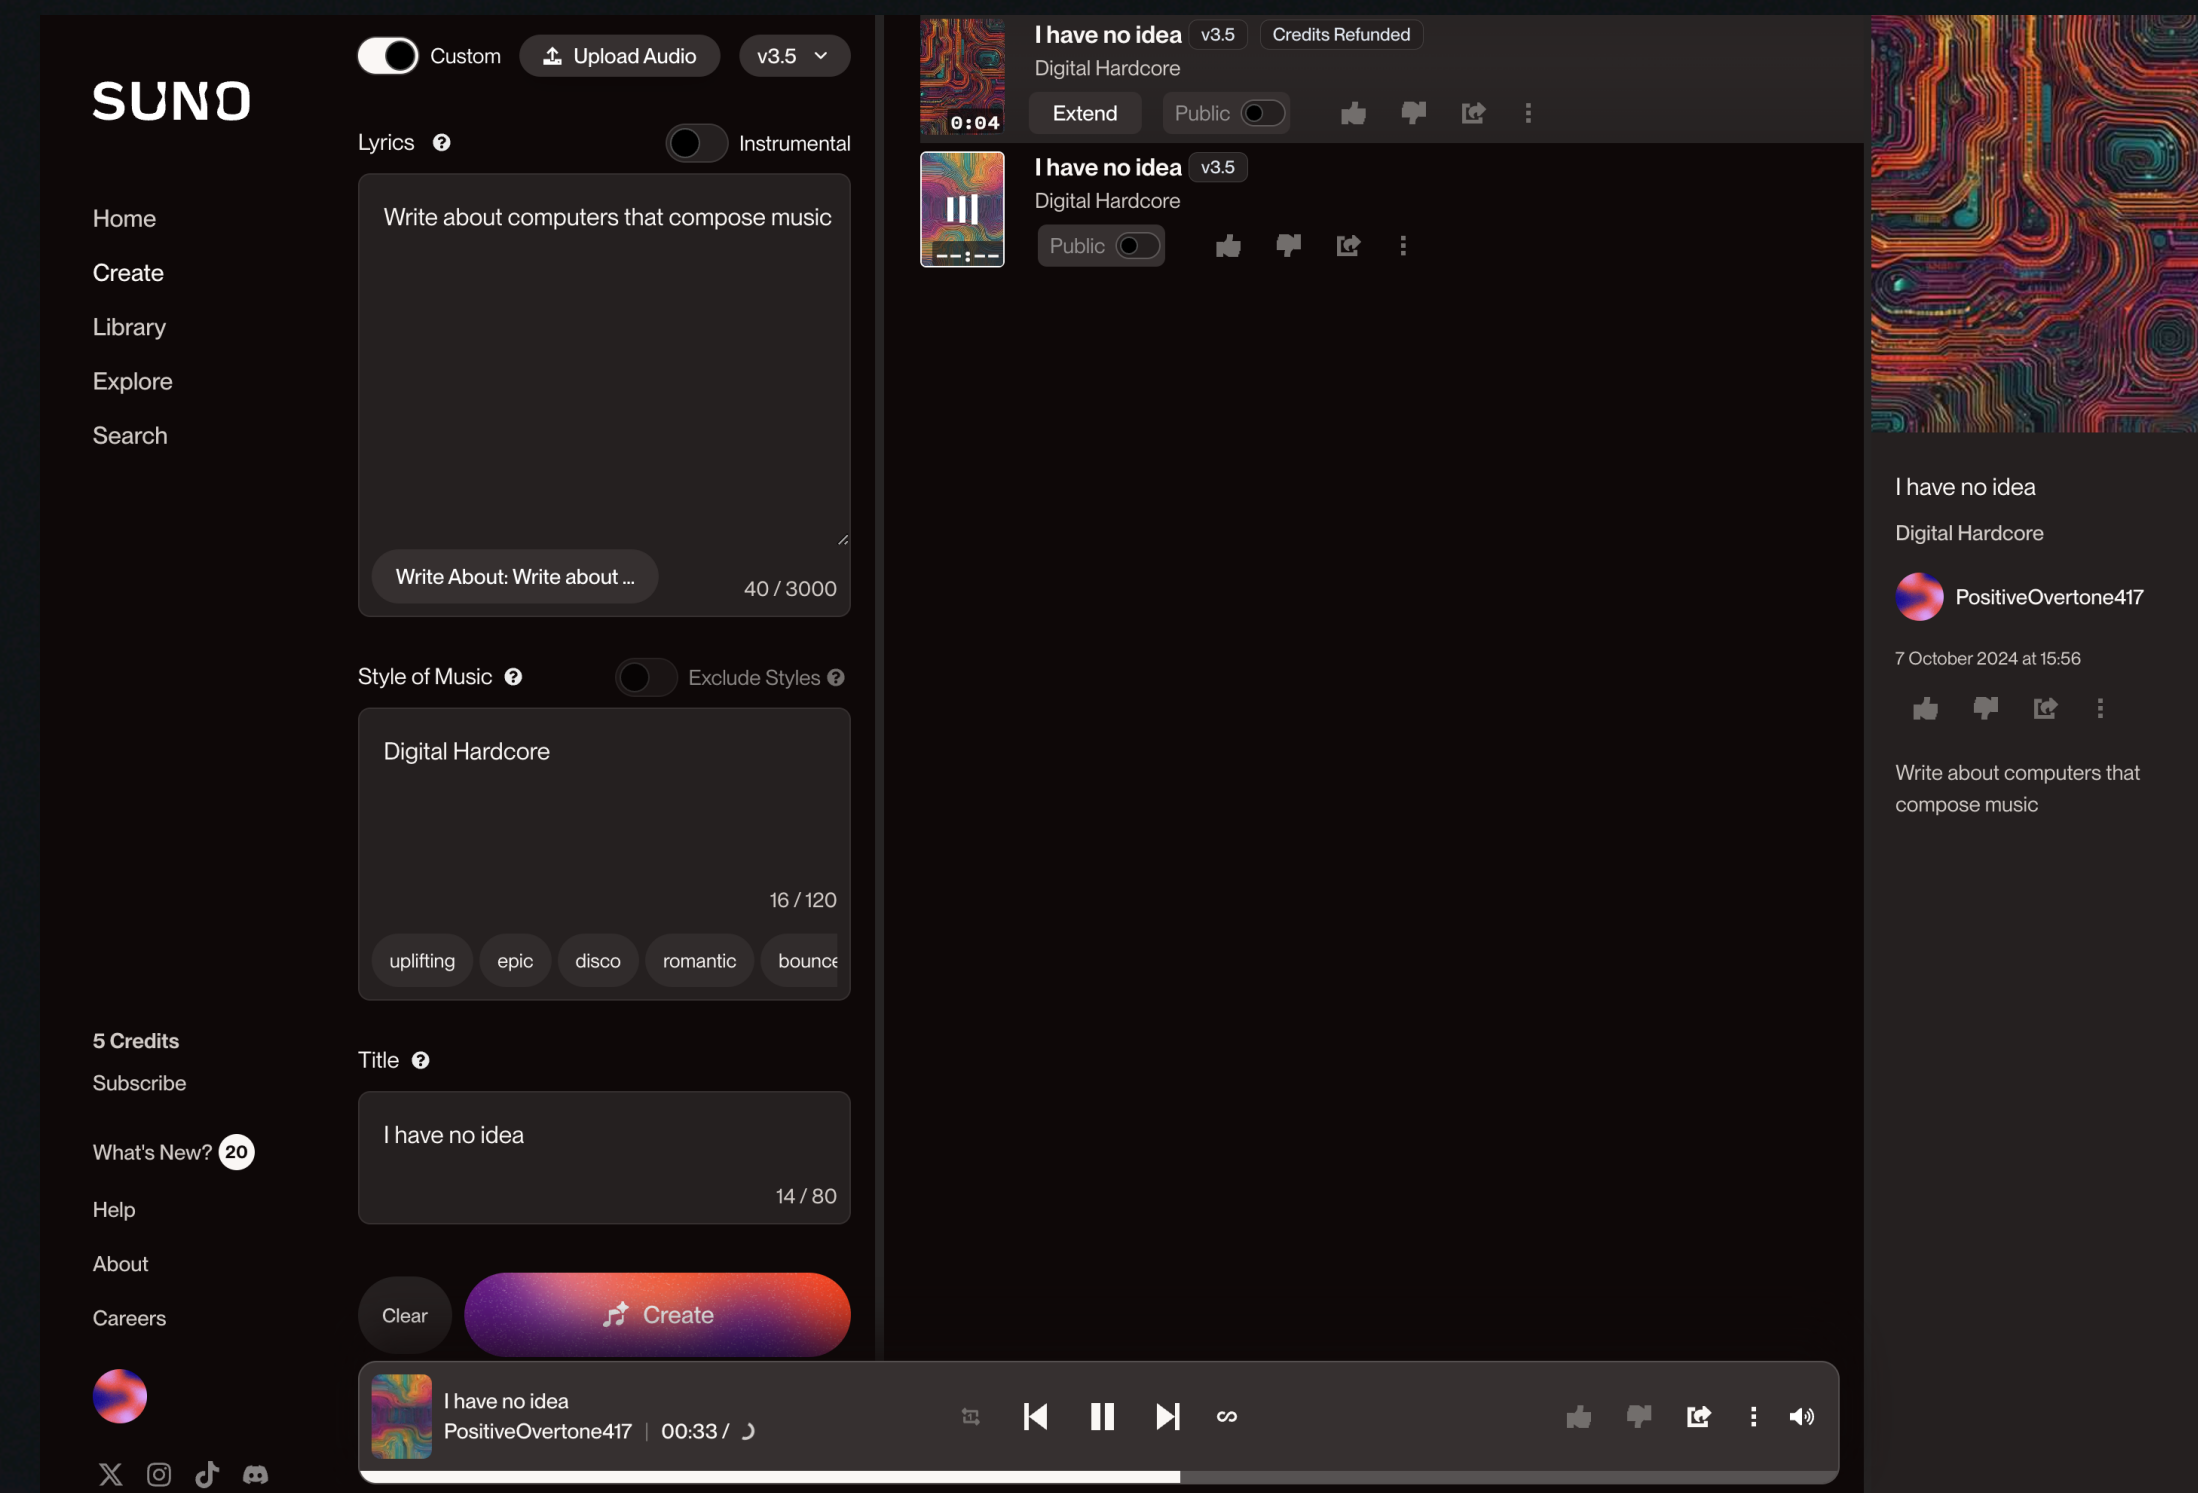 SUNO
Home
Create
Library
Explore
Search
5 Credits
Subscribe
What's New? 20
Help
About
Careers
Custom
Upload Audio
v3.5
Lyrics
Instrumental
Write about computers that compose music
Write About: Write about ...
40 / 3000
Style of Music
Exclude Styles
Digital Hardcore
16 / 120
uplifting epic disco romantic bounce
Title
I have no idea
14 / 80
Clear
Create
I have no idea v3.5 Credits Refunded
Digital Hardcore
0:04
Extend Public
I have no idea v3.5
Digital Hardcore
--:--
Public
I have no idea
Digital Hardcore
PositiveOvertone417
7 October 2024 at 15:56
Write about computers that
compose music
I have no idea
PositiveOvertone417 | 00:33 /